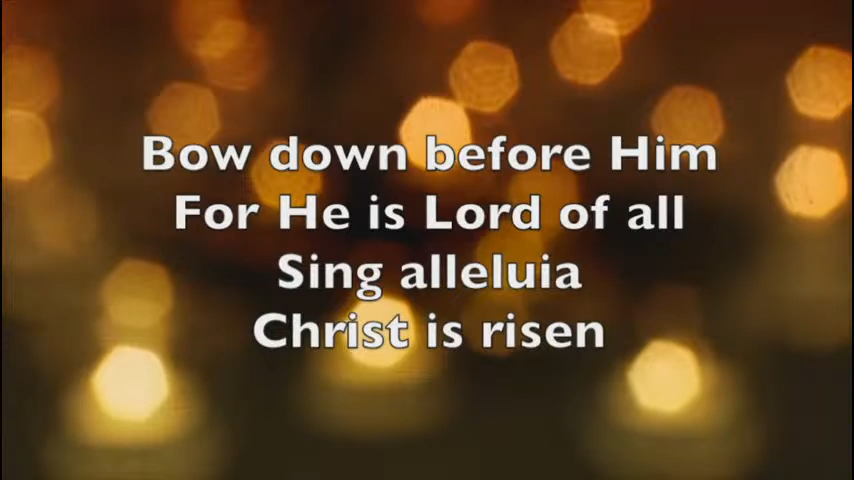 Bow down before Him
For He is Lord of all
Sing alleluia
Christ is risen